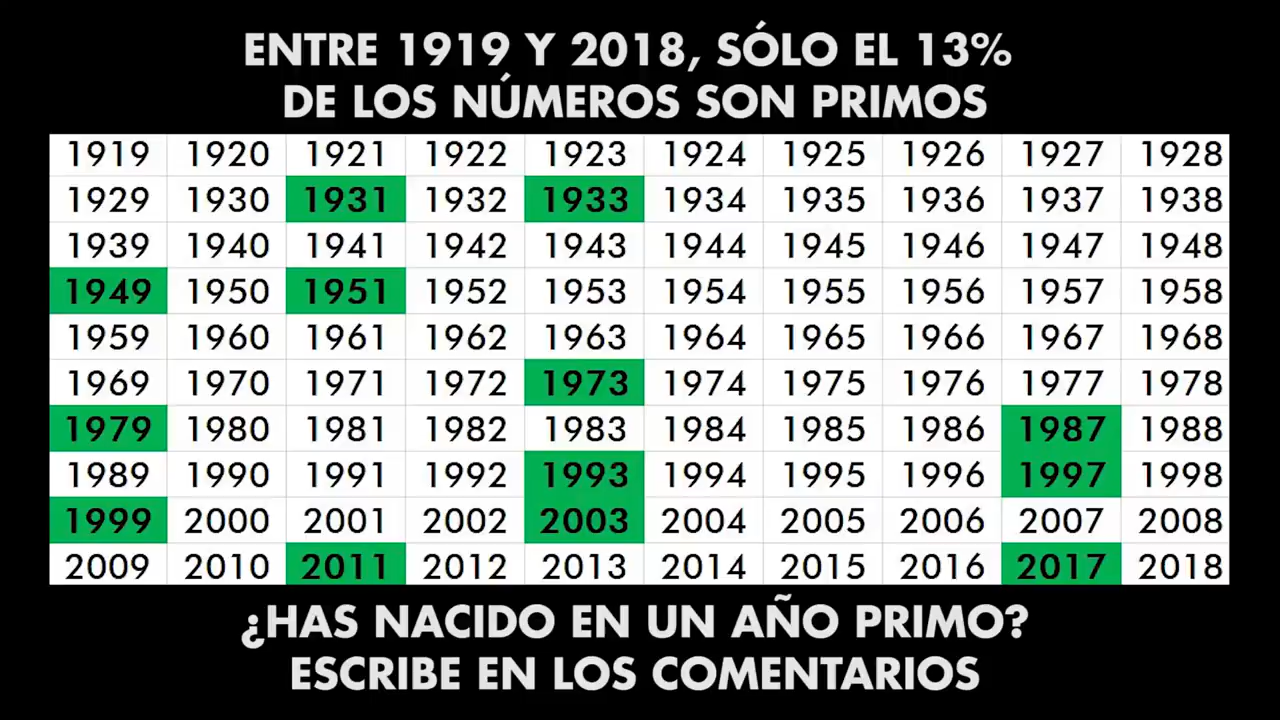 ENTRE 1919 Y 2018, SÓLO EL 13%
DE LOS NÚMEROS SON PRIMOS
1919 1920 1921 1922 1923 1924 1925 1926 1927 1928
1929 1930 1931 1932 1933 1934 1935 1936 1937 1938
1939 1940 1941 1942 1943 1944 1945 1946 1947 1948
1949 1950 1951 1952 1953 1954 1955 1956 1957 1958
1959 1960 1961 1962 1963 1964 1965 1966 1967 1968
1969 1970 1971 1972 1973 1974 1975 1976 1977 1978
1979 1980 1981 1982 1983 1984 1985 1986 1987 1988
1989 1990 1991 1992 1993 1994 1995 1996 1997 1998
1999 2000 2001 2002 2003 2004 2005 2006 2007 2008
2009 2010 2011 2012 2013 2014 2015 2016 2017 2018
¿HAS NACIDO EN UN AÑO PRIMO?
ESCRIBE EN LOS COMENTARIOS